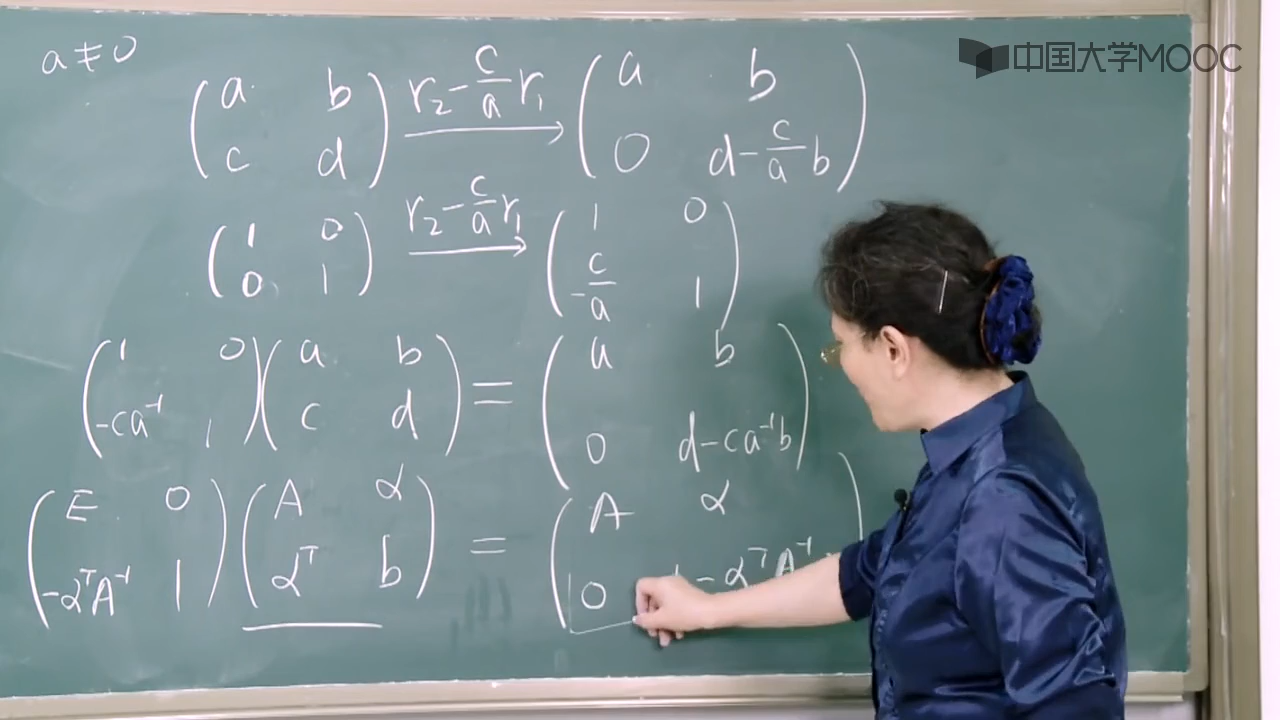 中国大学MOOC
a≠0
(a b; c d) r₂-c/a r₁ → (a b; 0 d-c/a b)
(1 0; 0 1) r₂-c/a r₁ → (1 0; -c/a 1)
(1 0; -ca⁻¹ 1)(a b; c d) = (a b; 0 d-ca⁻¹b)
(E 0; -αᵀA⁻¹ 1)(A α; αᵀ b) = (A α; 0 -αᵀA⁻¹)